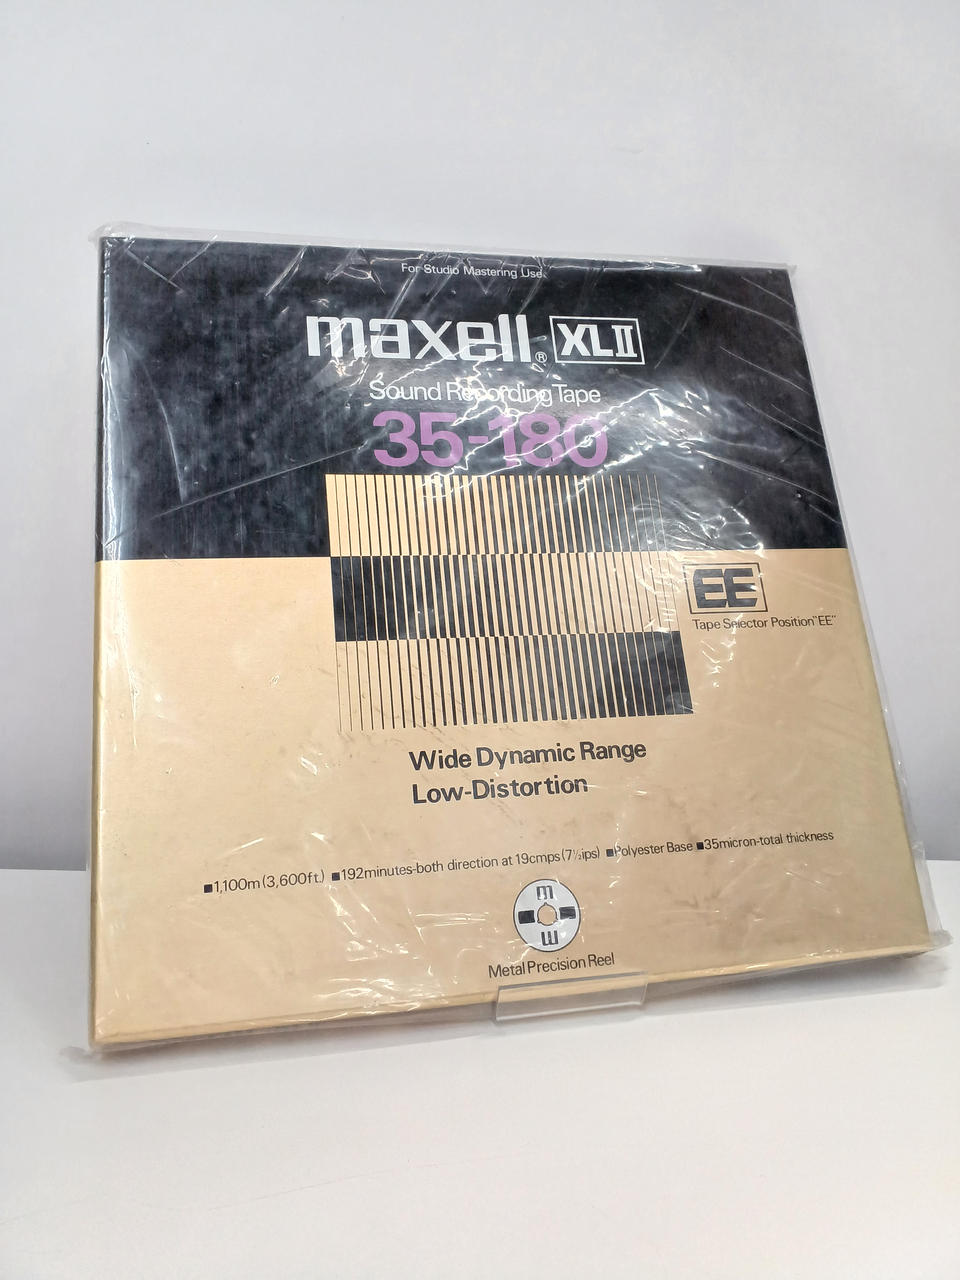 For Studio Mastering Use
maxell® XLII
Sound Recording Tape
35-180
EE
Tape Selector Position "EE"
Wide Dynamic Range
Low-Distortion
■1,100m (3,600ft.) ■192minutes-both direction at 19cmps (7½ips) ■Polyester Base ■35micron-total thickness
m
m
Metal Precision Reel